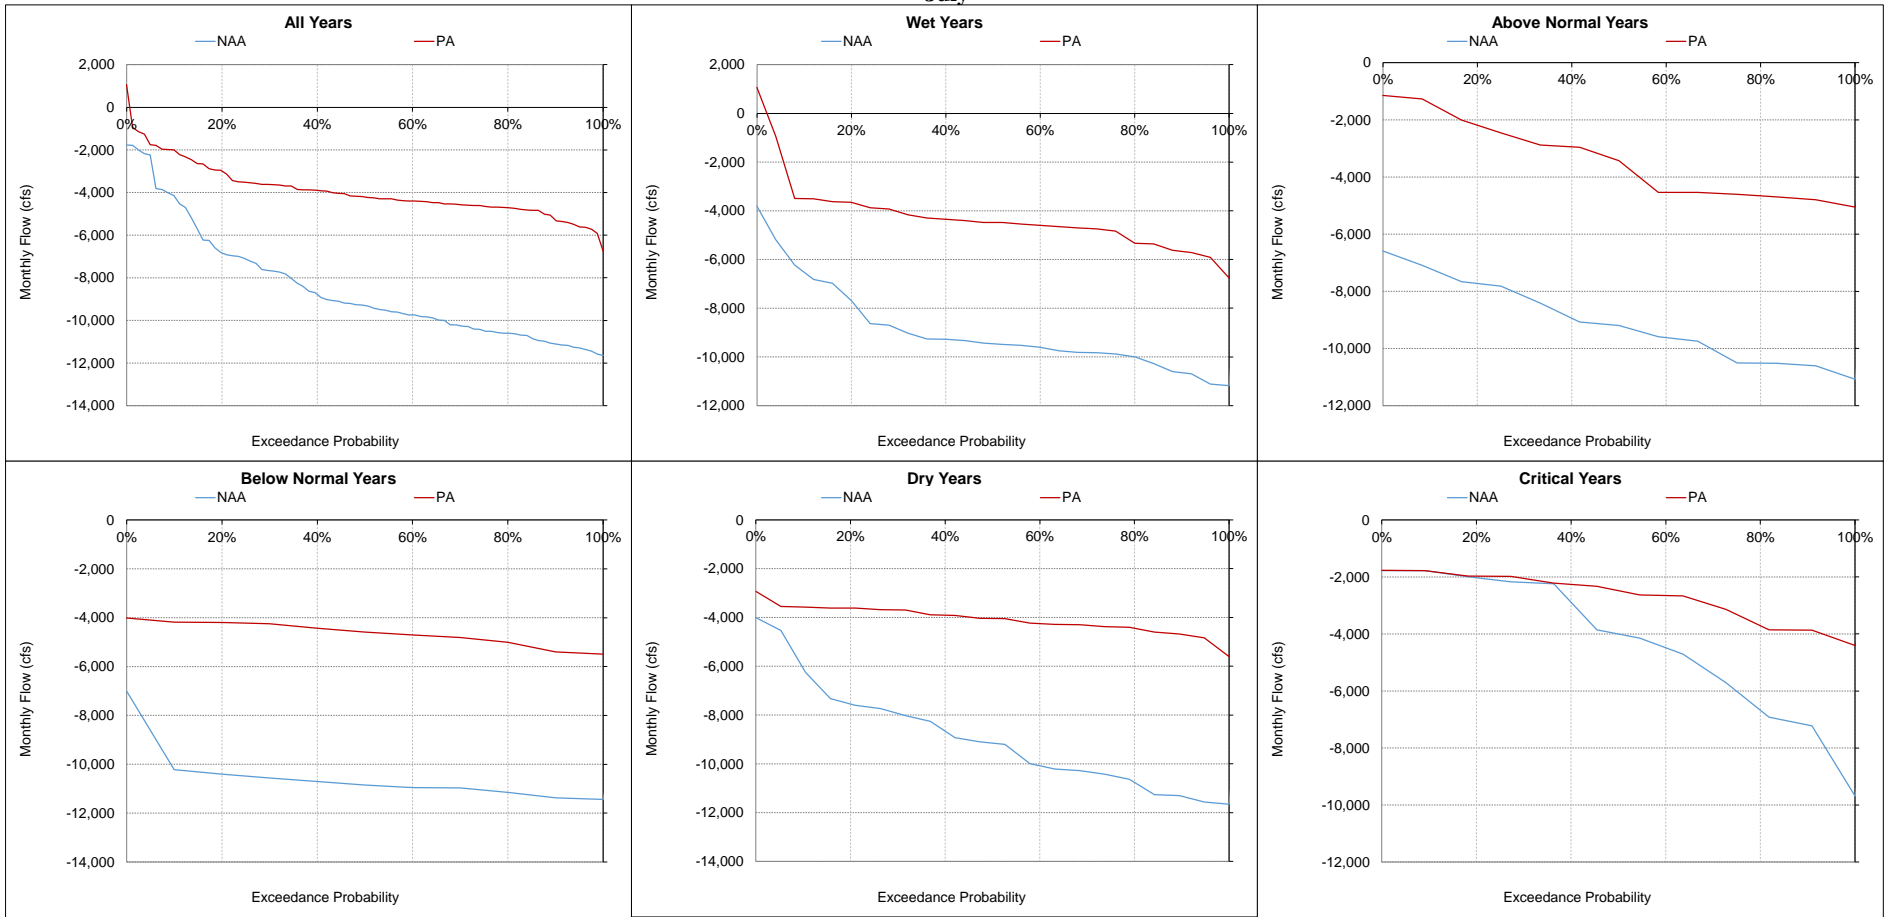 All Years
NAA PA
2,000
0
-2,000
-4,000
-6,000
-8,000
-10,000
-12,000
-14,000
0% 20% 40% 60% 80% 100%
Monthly Flow (cfs)
Exceedance Probability
Wet Years
NAA PA
2,000
0
-2,000
-4,000
-6,000
-8,000
-10,000
-12,000
0% 20% 40% 60% 80% 100%
Monthly Flow (cfs)
Exceedance Probability
Above Normal Years
NAA PA
0
-2,000
-4,000
-6,000
-8,000
-10,000
-12,000
0% 20% 40% 60% 80% 100%
Monthly Flow (cfs)
Exceedance Probability
Below Normal Years
NAA PA
0
-2,000
-4,000
-6,000
-8,000
-10,000
-12,000
-14,000
0% 20% 40% 60% 80% 100%
Monthly Flow (cfs)
Exceedance Probability
Dry Years
NAA PA
0
-2,000
-4,000
-6,000
-8,000
-10,000
-12,000
-14,000
0% 20% 40% 60% 80% 100%
Monthly Flow (cfs)
Exceedance Probability
Critical Years
NAA PA
0
-2,000
-4,000
-6,000
-8,000
-10,000
-12,000
0% 20% 40% 60% 80% 100%
Monthly Flow (cfs)
Exceedance Probability